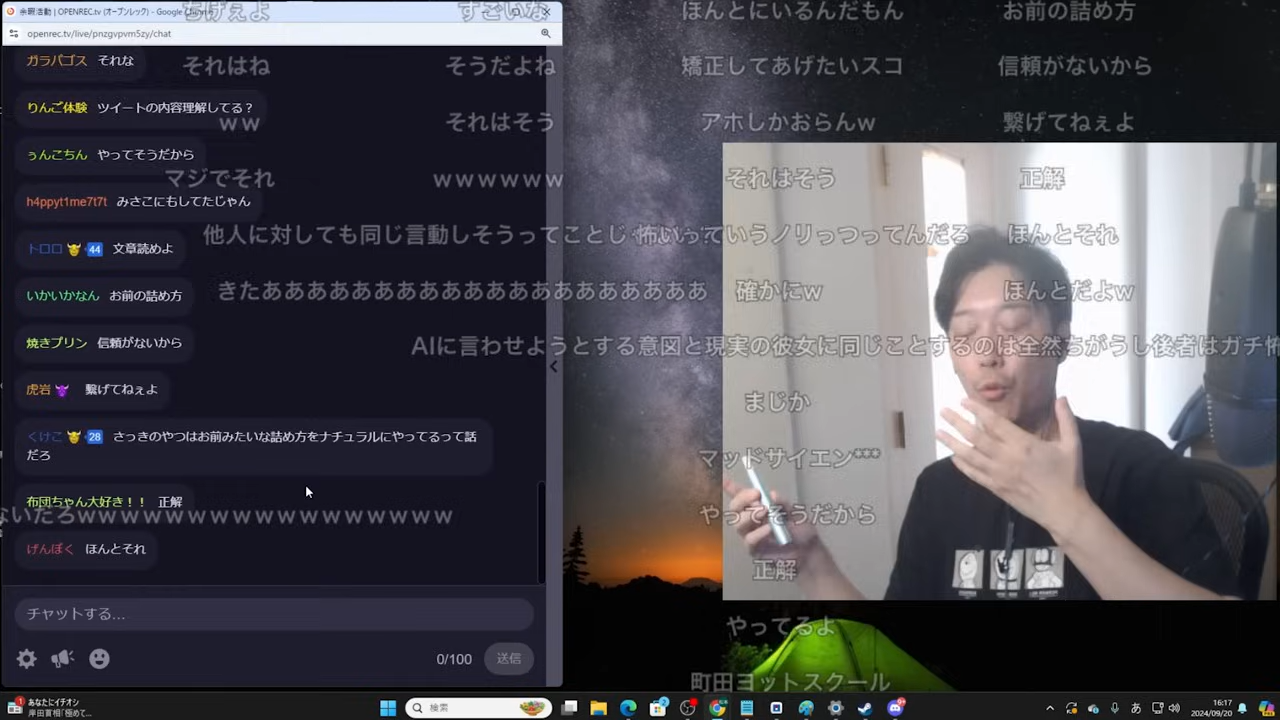 余暇活動 | OPENREC.tv (オープンレック) - Google Chrome
openrec.tv/live/pnzgvpvm5zy/chat
ガラパゴス それな
りんご体験 ツイートの内容理解してる？
ぅんこちん やってそうだから
h4ppyt1me7t7t みさこにもしてたじゃん
トロロ 44 文章読めよ
いかいかなん お前の詰め方
焼きプリン 信頼がないから
虎岩 繋げてねぇよ
くけこ 28 さっきのやつはお前みたいな詰め方をナチュラルにやってるって話
だろ
布団ちゃん大好き！！ 正解
げんぼく ほんとそれ
チャットする...
0/100 送信
すごいな
ほんとにいるんだもん
お前の詰め方
それはね
そうだよね
矯正してあげたいスコ
信頼がないから
ｗｗ
それはそう
アホしかおらんw
繋げてねぇよ
マジでそれ
ｗｗｗｗｗｗ
それはそう
正解
他人に対しても同じ言動しそうってことじ
っていうノリっつってんだろ
ほんとそれ
きたああああああああああああああああああああ
確かにw
ほんとだよw
AIに言わせようとする意図と現実の彼女に同じことするのは全然ちがうし後者はガチ怖
まじか
マッドサイエン***
ないだろｗｗｗｗｗｗｗｗｗｗｗｗｗｗｗｗｗ
やってそうだから
正解
やってるよ
町田ヨットスクール
あなたにイチオシ
岸田首相「極めて...
検索
あ
16:17
2024/09/20